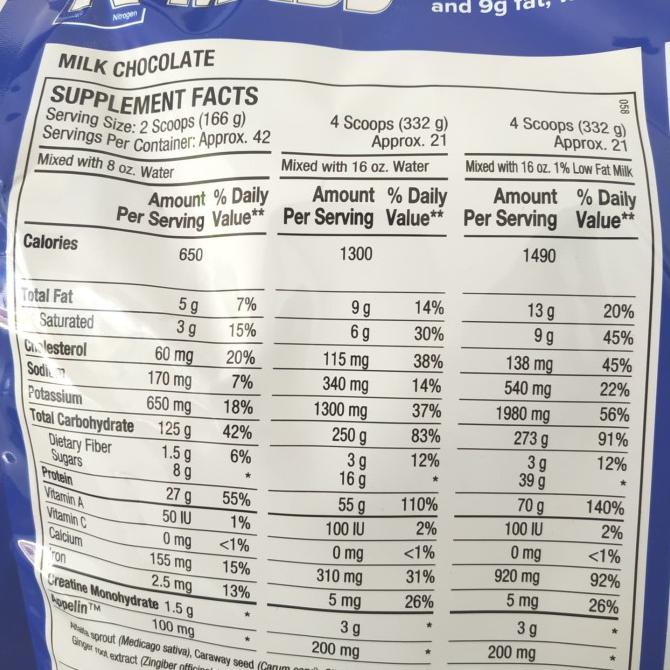 Nitrogen
and 9g fat,
MILK CHOCOLATE
058
SUPPLEMENT FACTS
Serving Size: 2 Scoops (166 g) 4 Scoops (332 g) 4 Scoops (332 g)
Servings Per Container: Approx. 42 Approx. 21 Approx. 21
Mixed with 8 oz. Water Mixed with 16 oz. Water Mixed with 16 oz. 1% Low Fat Milk
Amount % Daily Amount % Daily Amount % Daily
Per Serving Value** Per Serving Value** Per Serving Value**
Calories 650 1300 1490
Total Fat 5 g 7% 9 g 14% 13 g 20%
Saturated 3 g 15% 6 g 30% 9 g 45%
Cholesterol 60 mg 20% 115 mg 38% 138 mg 45%
Sodium 170 mg 7% 340 mg 14% 540 mg 22%
Potassium 650 mg 18% 1300 mg 37% 1980 mg 56%
Total Carbohydrate 125 g 42% 250 g 83% 273 g 91%
Dietary Fiber 1.5 g 6% 3 g 12% 3 g 12%
Sugars 8 g * 16 g * 39 g *
Protein 27 g 55% 55 g 110% 70 g 140%
Vitamin A 50 IU 1% 100 IU 2% 100 IU 2%
Vitamin C 0 mg <1% 0 mg <1% 0 mg <1%
Calcium 155 mg 15% 310 mg 31% 920 mg 92%
Iron 2.5 mg 13% 5 mg 26% 5 mg 26%
Creatine Monohydrate 1.5 g * 3 g * 3 g *
Appelin™ 100 mg * 200 mg * 200 mg *
Alfalfa sprout (Medicago sativa), Caraway seed
Ginger root extract (Zingiber